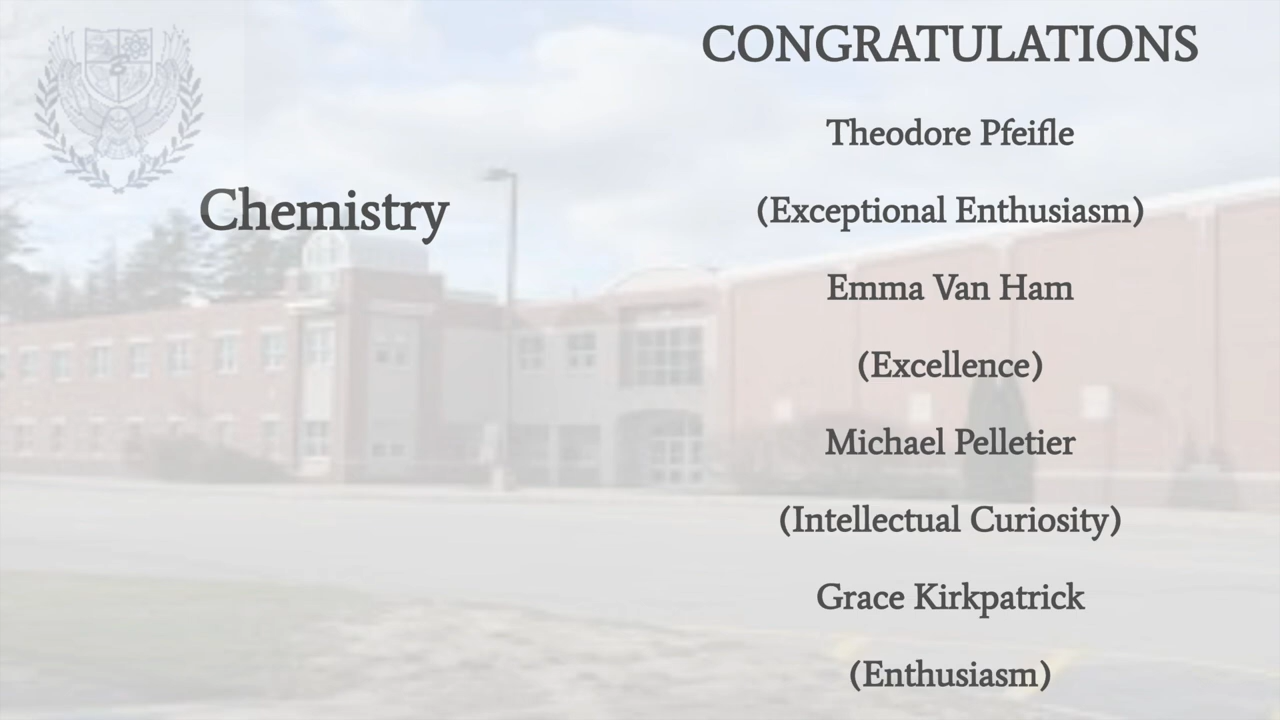 CONGRATULATIONS
Chemistry
Theodore Pfeifle
(Exceptional Enthusiasm)
Emma Van Ham
(Excellence)
Michael Pelletier
(Intellectual Curiosity)
Grace Kirkpatrick
(Enthusiasm)